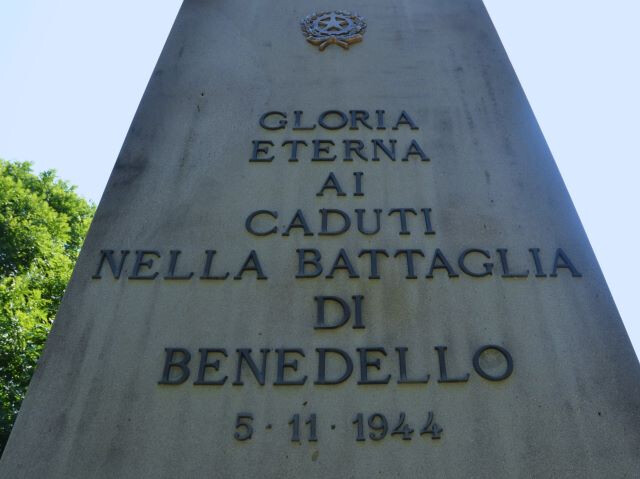 GLORIA
ETERNA
AI
CADUTI
NELLA BATTAGLIA
DI
BENEDELLO
5·11·1944